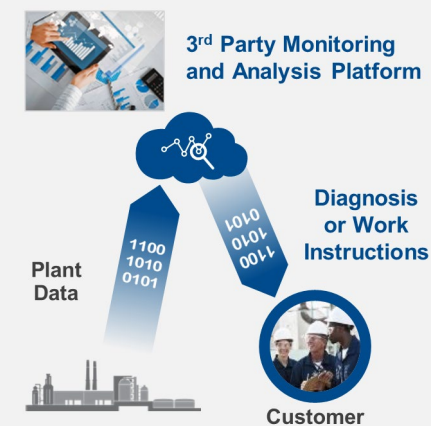 3rd Party Monitoring
and Analysis Platform
Diagnosis
or Work
Instructions
1100
1010
0101
1100
1010
0101
Plant
Data
Customer